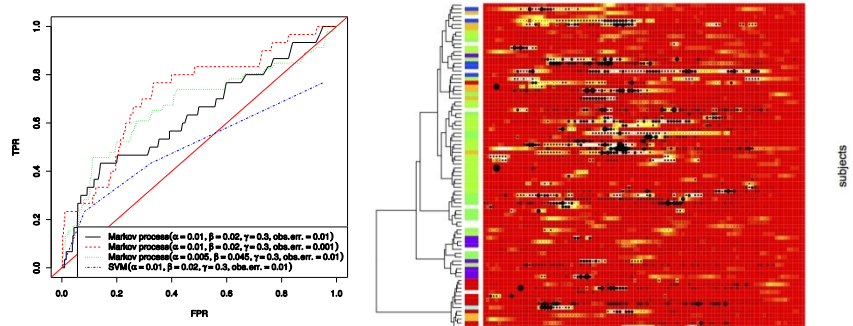 TPR
1.0
0.8
0.6
0.4
0.2
0.0
Markov process(α = 0.01, β = 0.02, γ = 0.3, obs.err. = 0.01)
Markov process(α = 0.01, β = 0.02, γ = 0.3, obs.err. = 0.001)
Markov process(α = 0.005, β = 0.045, γ = 0.3, obs.err. = 0.01)
SVM(α = 0.01, β = 0.02, γ = 0.3, obs.err. = 0.01)
0.0 0.2 0.4 0.6 0.8 1.0
FPR
subjects